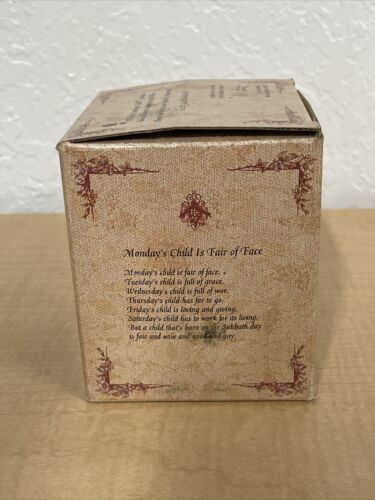 Monday's Child Is Fair of Face
Monday's child is fair of face.
Tuesday's child is full of grace.
Wednesday's child is full of woe.
Thursday's child has far to go.
Friday's child is loving and giving.
Saturday's child has to work for its living.
But a child that's born on the Sabbath day
is fair and wise and good and gay.